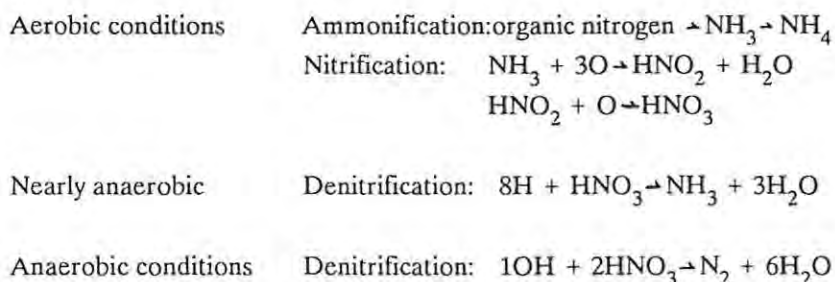 Aerobic conditions Ammonification:organic nitrogen → NH₃ → NH₄
Nitrification: NH₃ + 3O → HNO₂ + H₂O
HNO₂ + O → HNO₃
Nearly anaerobic Denitrification: 8H + HNO₃ → NH₃ + 3H₂O
Anaerobic conditions Denitrification: 1OH + 2HNO₃ → N₂ + 6H₂O